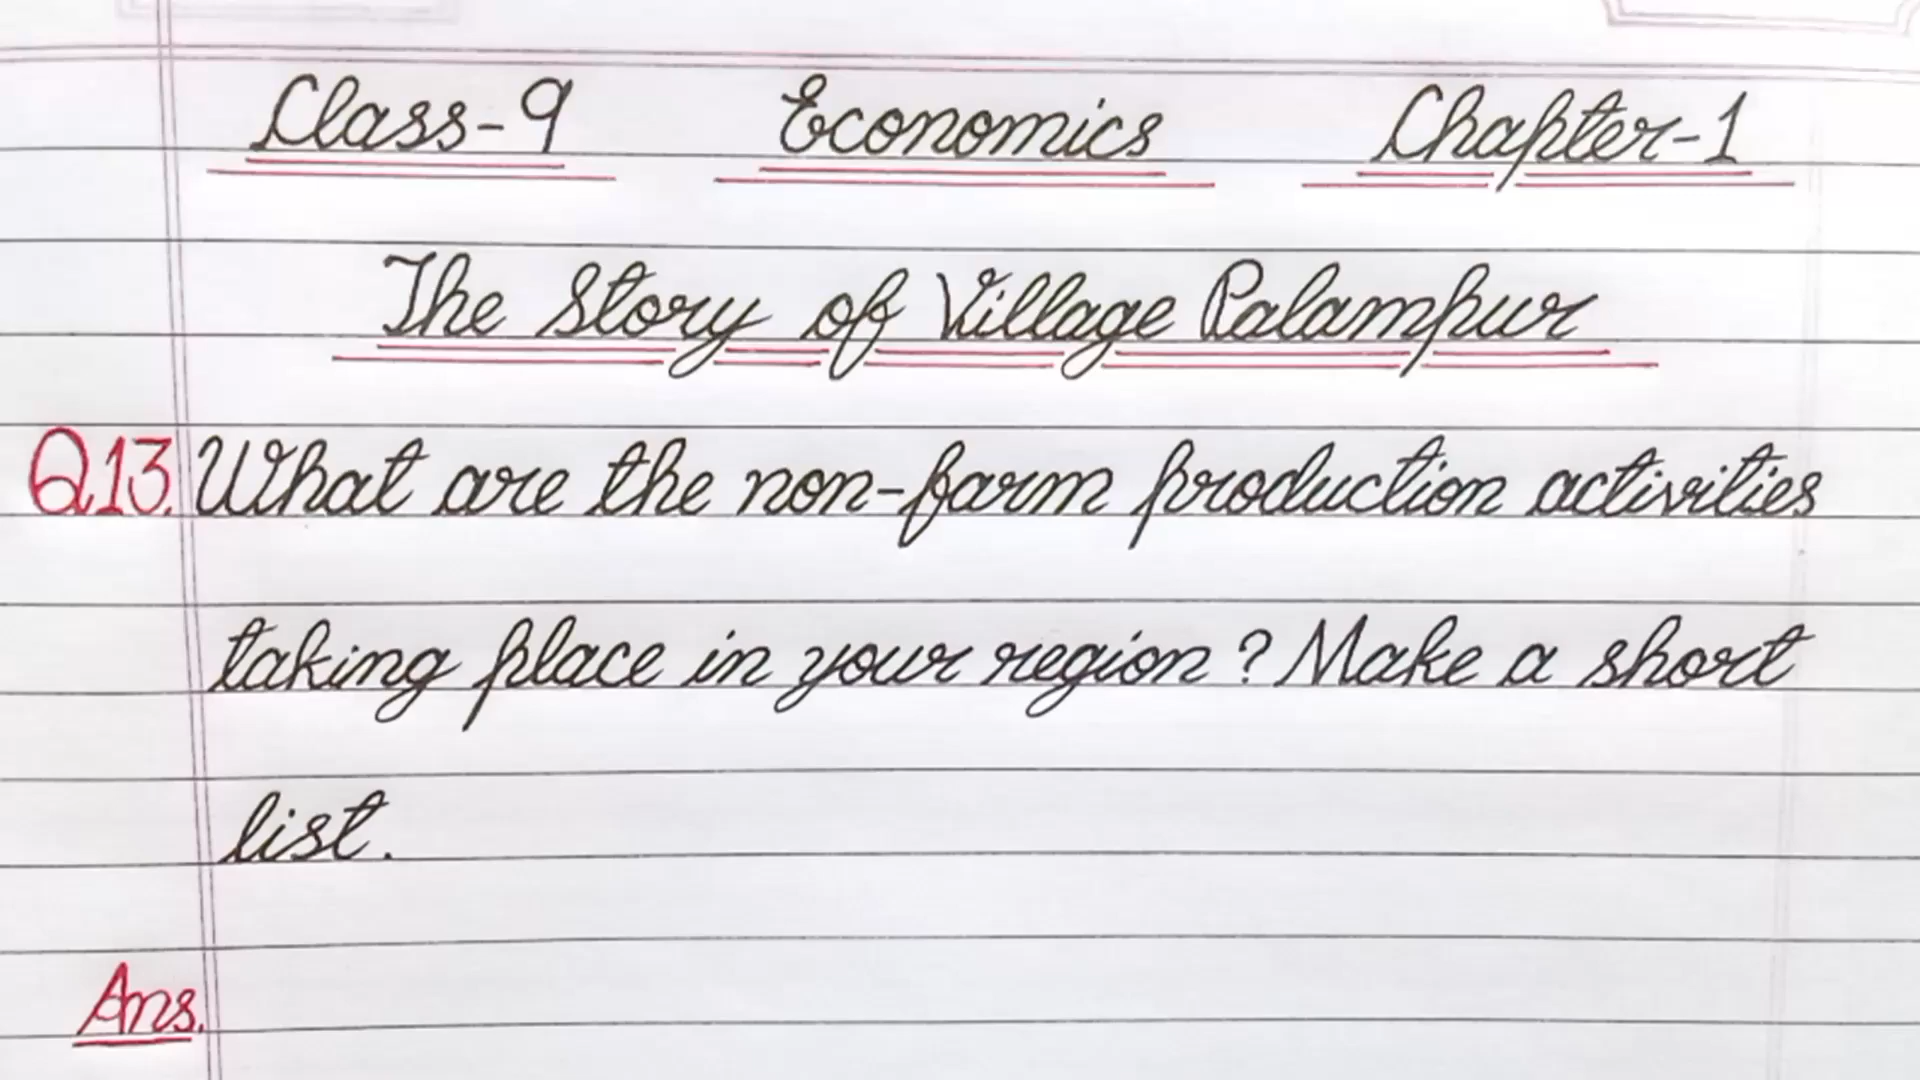 Class-9 Economics Chapter-1
The Story of Village Palampur
Q13. What are the non-farm production activities
taking place in your region? Make a short
list.
Ans.